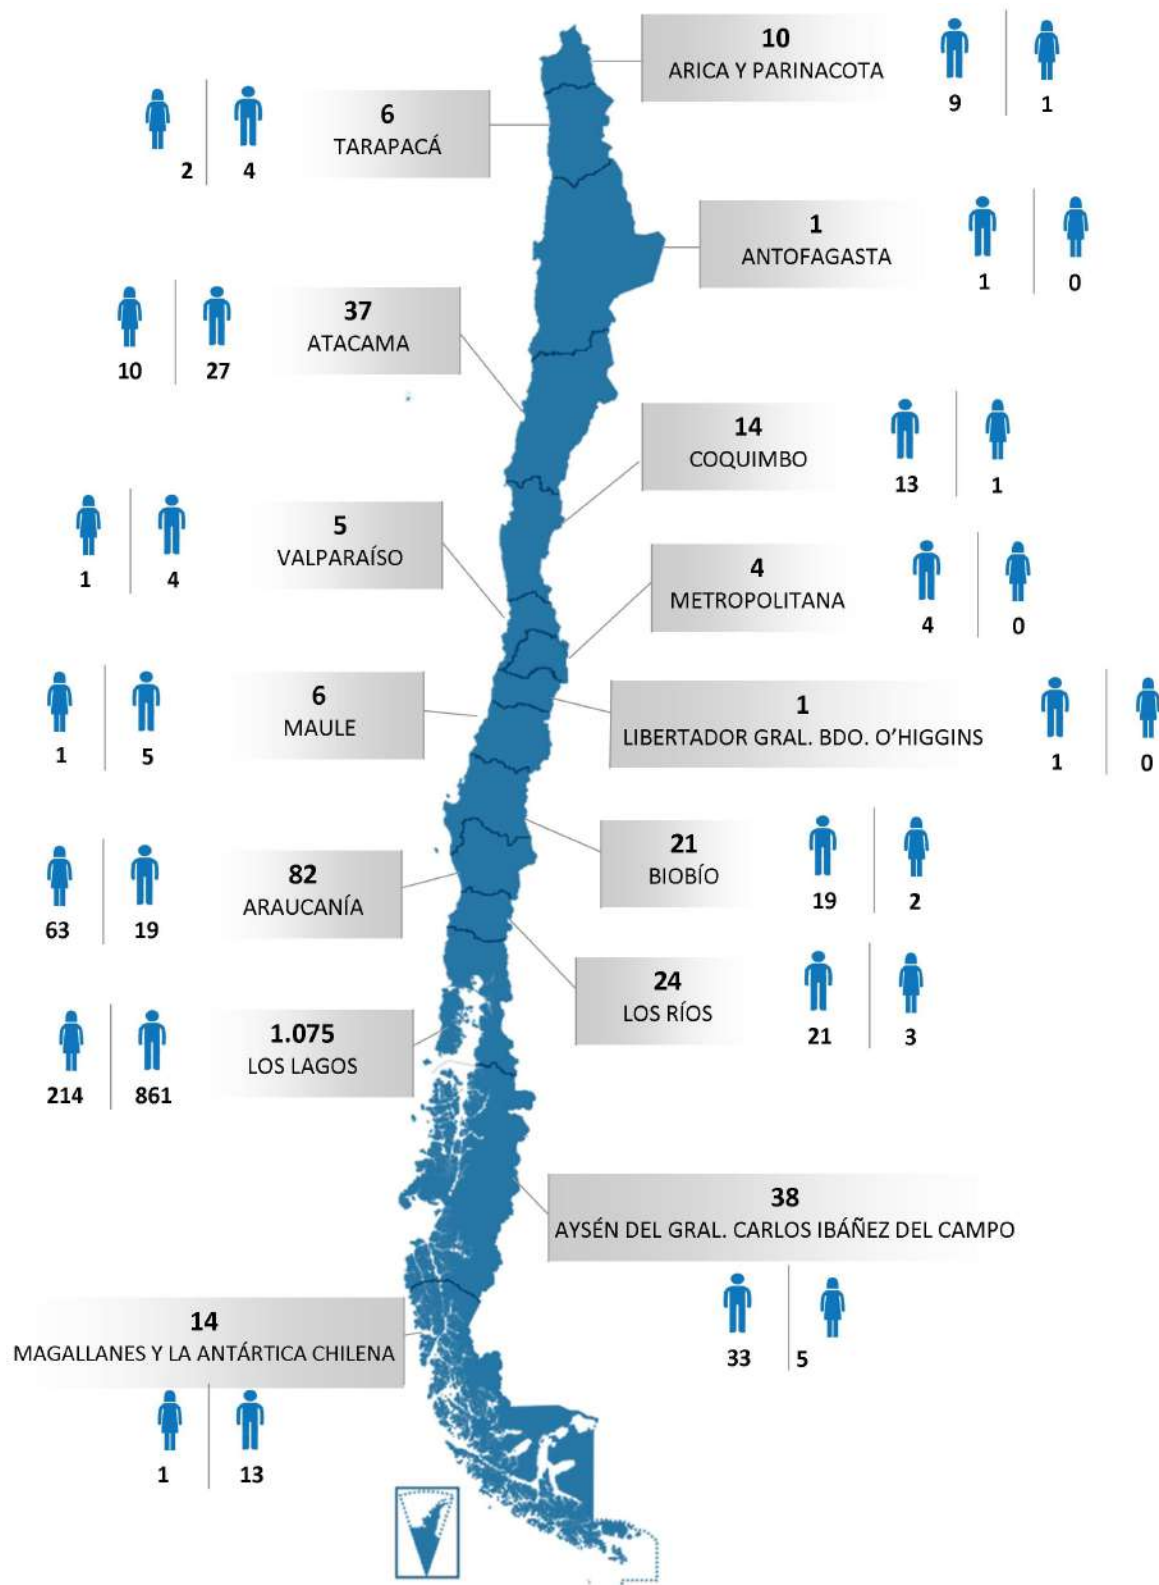 10
ARICA Y PARINACOTA
9 1
6
TARAPACÁ
2 4
1
ANTOFAGASTA
1 0
37
ATACAMA
10 27
14
COQUIMBO
13 1
5
VALPARAÍSO
1 4
4
METROPOLITANA
4 0
6
MAULE
1 5
1
LIBERTADOR GRAL. BDO. O’HIGGINS
1 0
21
BIOBÍO
19 2
82
ARAUCANÍA
63 19
24
LOS RÍOS
21 3
1.075
LOS LAGOS
214 861
38
AYSÉN DEL GRAL. CARLOS IBÁÑEZ DEL CAMPO
33 5
14
MAGALLANES Y LA ANTÁRTICA CHILENA
1 13